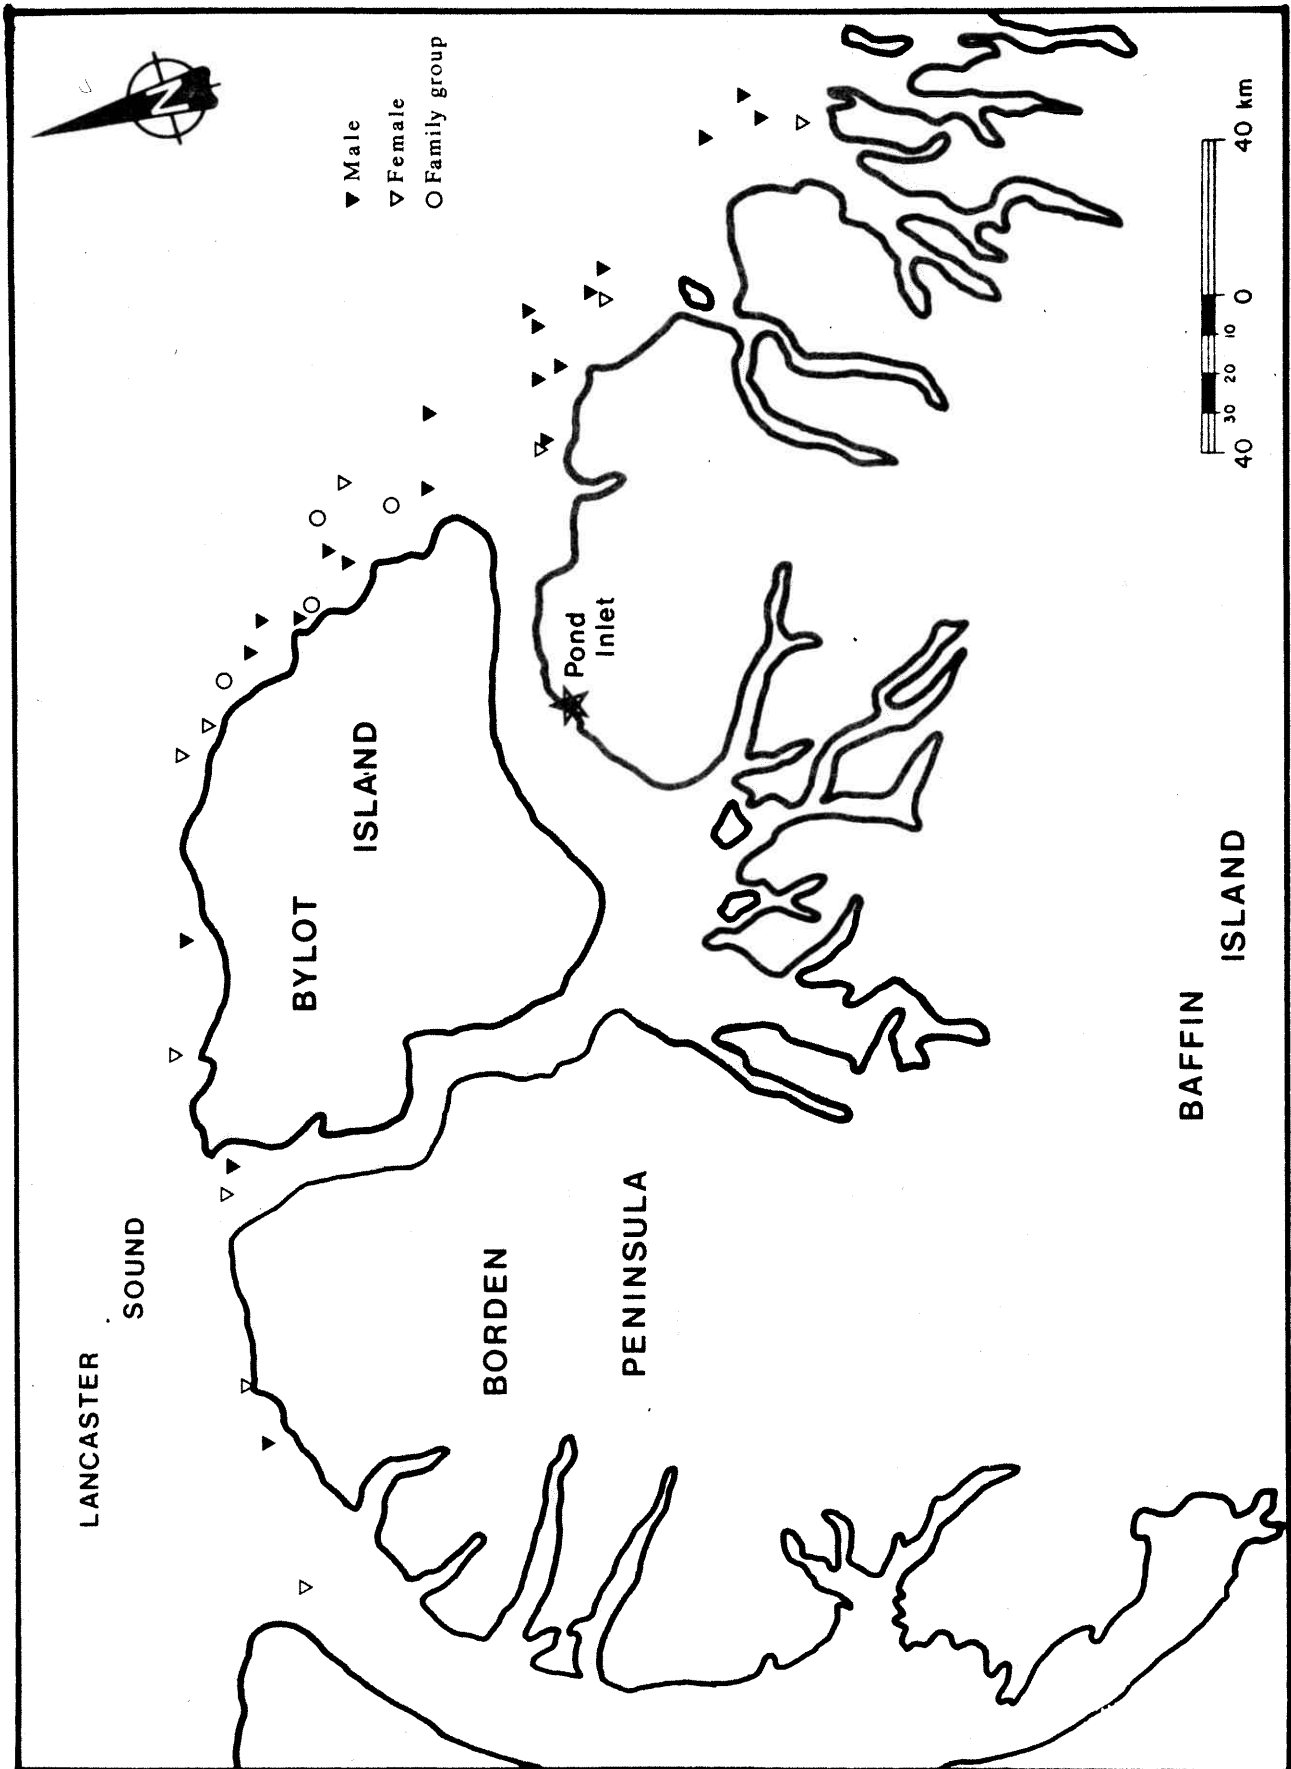 N
▼ Male
▽ Female
○ Family group
LANCASTER
SOUND
BYLOT
ISLAND
Pond
Inlet
BORDEN
PENINSULA
BAFFIN
ISLAND
40 30 20 10 0 40 km